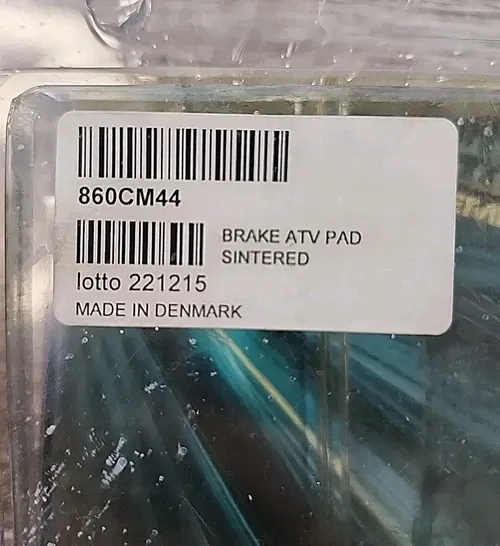 860CM44
BRAKE ATV PAD
SINTERED
lotto 221215
MADE IN DENMARK